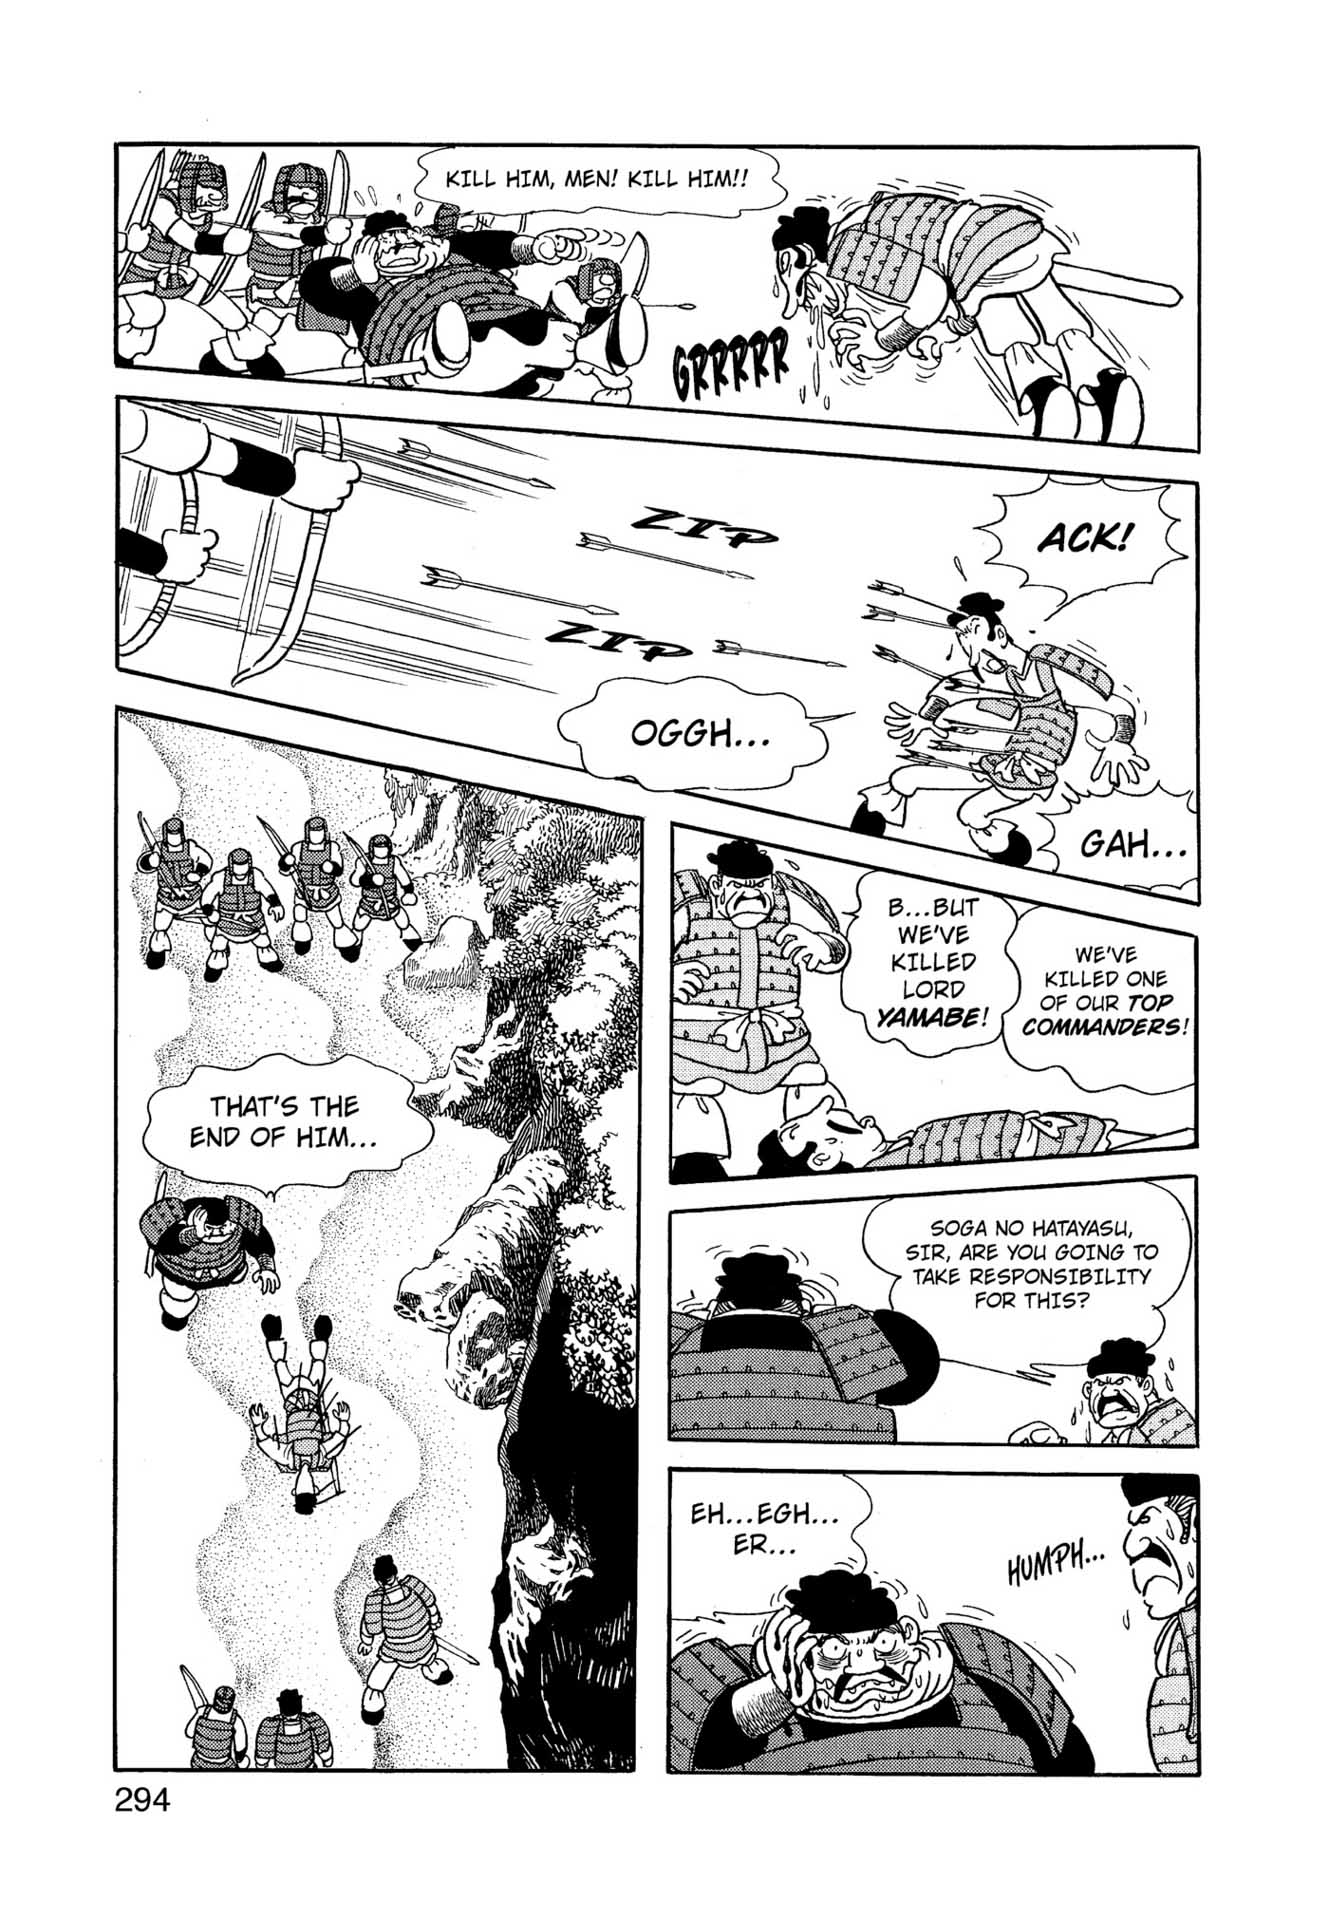 KILL HIM, MEN! KILL HIM!!
GRRRRR
ZIP
ACK!
ZIP
OGGH...
GAH...
THAT'S THE
END OF HIM...
B...BUT
WE'VE
KILLED
LORD
YAMABE!
WE'VE
KILLED ONE
OF OUR TOP
COMMANDERS!
SOGA NO HATAYASU,
SIR, ARE YOU GOING TO
TAKE RESPONSIBILITY
FOR THIS?
EH...EGH...
ER...
HUMPH...
294